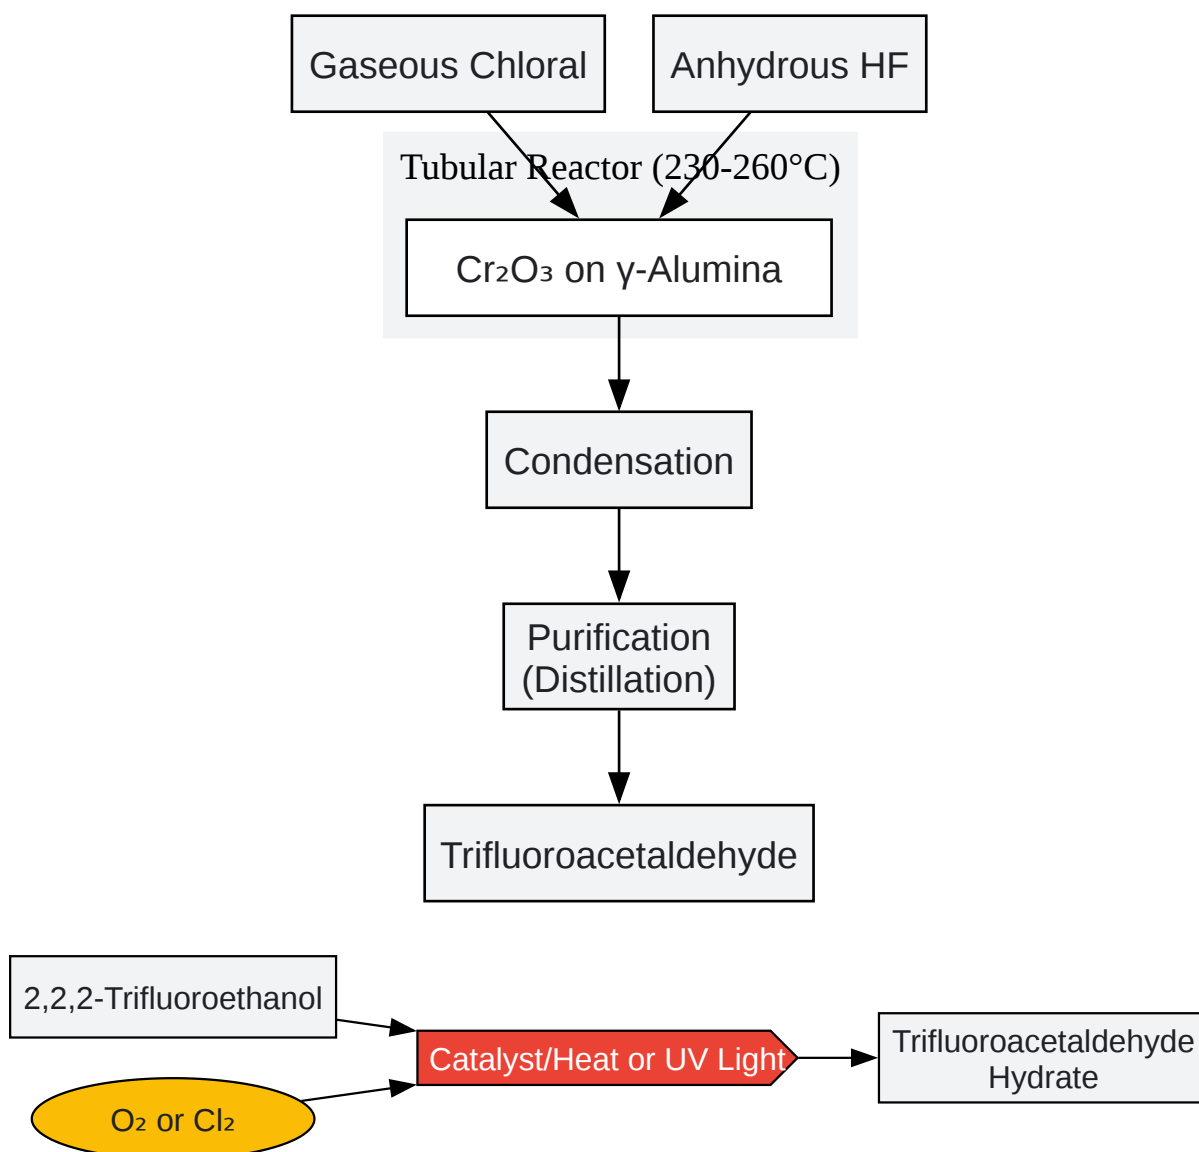 Gaseous Chloral
Anhydrous HF
Tubular Reactor (230-260°C)
Cr₂O₃ on γ-Alumina
Condensation
Purification
(Distillation)
Trifluoroacetaldehyde
2,2,2-Trifluoroethanol
Catalyst/Heat or UV Light
Trifluoroacetaldehyde
Hydrate
O₂ or Cl₂